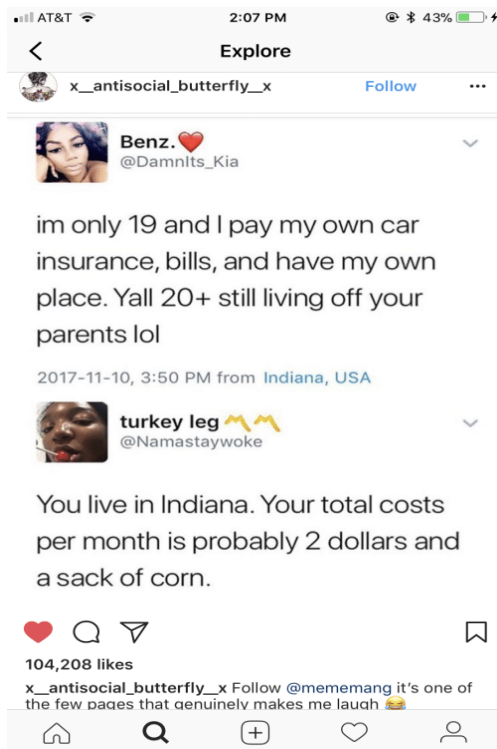 AT&T 2:07 PM 43%
Explore
x__antisocial_butterfly__x Follow ...
Benz.❤️
@DamnIts_Kia
im only 19 and I pay my own car
insurance, bills, and have my own
place. Yall 20+ still living off your
parents lol
2017-11-10, 3:50 PM from Indiana, USA
turkey leg 〽️〽️
@Namastaywoke
You live in Indiana. Your total costs
per month is probably 2 dollars and
a sack of corn.
104,208 likes
x__antisocial_butterfly__x Follow @mememang it's one of
the few pages that genuinely makes me laugh 😂